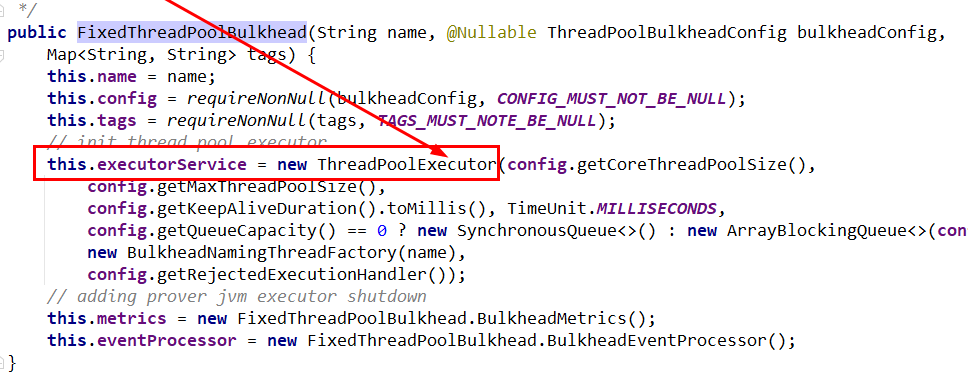 */
public FixedThreadPoolBulkhead(String name, @Nullable ThreadPoolBulkheadConfig bulkheadConfig,
Map<String, String> tags) {
this.name = name;
this.config = requireNonNull(bulkheadConfig, CONFIG_MUST_NOT_BE_NULL);
this.tags = requireNonNull(tags, TAGS_MUST_NOTE_BE_NULL);
// init thread pool executor
this.executorService = new ThreadPoolExecutor(config.getCoreThreadPoolSize(),
config.getMaxThreadPoolSize(),
config.getKeepAliveDuration().toMillis(), TimeUnit.MILLISECONDS,
config.getQueueCapacity() == 0 ? new SynchronousQueue<>() : new ArrayBlockingQueue<>(con
new BulkheadNamingThreadFactory(name),
config.getRejectedExecutionHandler());
// adding prover jvm executor shutdown
this.metrics = new FixedThreadPoolBulkhead.BulkheadMetrics();
this.eventProcessor = new FixedThreadPoolBulkhead.BulkheadEventProcessor();
}